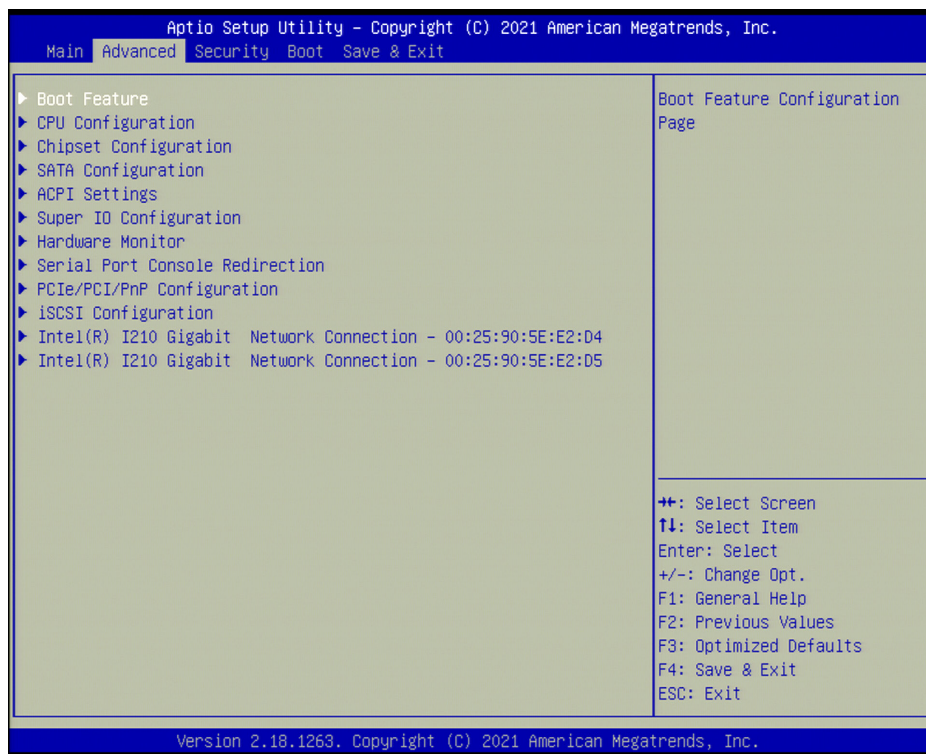 Aptio Setup Utility – Copyright (C) 2021 American Megatrends, Inc.
Main Advanced Security Boot Save & Exit
▶ Boot Feature
▶ CPU Configuration
▶ Chipset Configuration
▶ SATA Configuration
▶ ACPI Settings
▶ Super IO Configuration
▶ Hardware Monitor
▶ Serial Port Console Redirection
▶ PCIe/PCI/PnP Configuration
▶ iSCSI Configuration
▶ Intel(R) I210 Gigabit  Network Connection – 00:25:90:5E:E2:D4
▶ Intel(R) I210 Gigabit  Network Connection – 00:25:90:5E:E2:D5
Boot Feature Configuration
Page
→←: Select Screen
↑↓: Select Item
Enter: Select
+/-: Change Opt.
F1: General Help
F2: Previous Values
F3: Optimized Defaults
F4: Save & Exit
ESC: Exit
Version 2.18.1263. Copyright (C) 2021 American Megatrends, Inc.